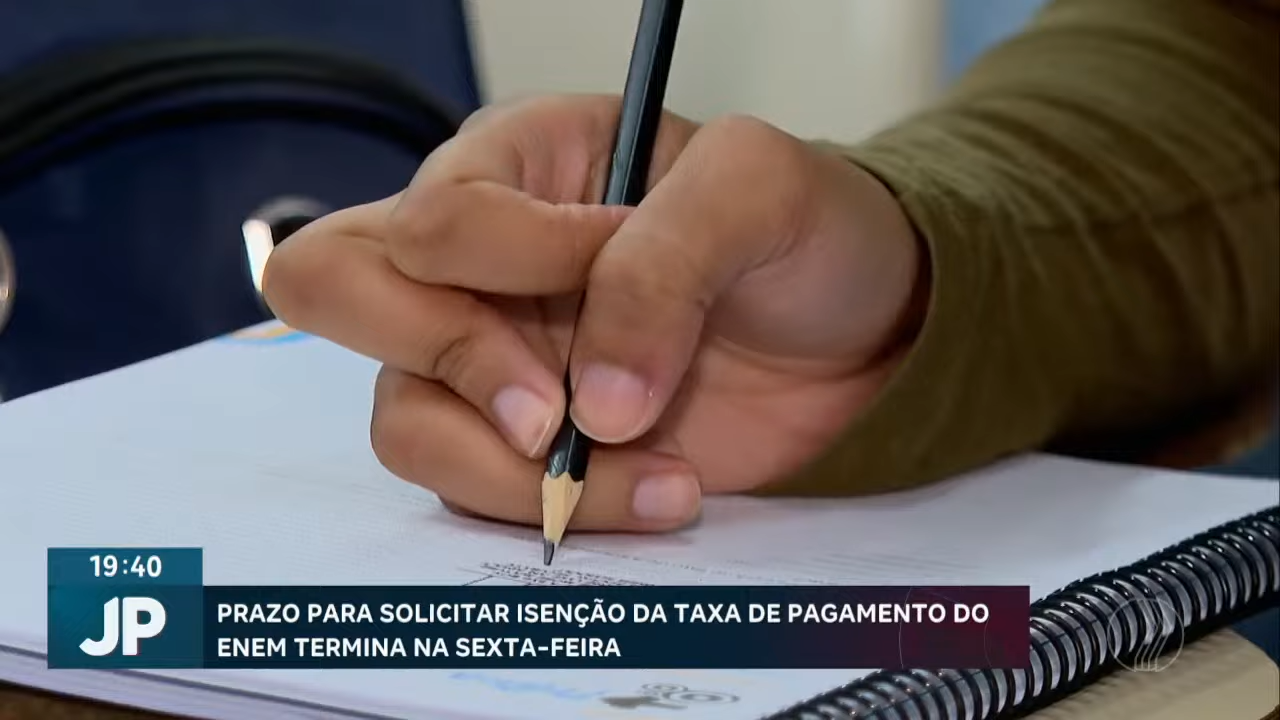 19:40
JP
PRAZO PARA SOLICITAR ISENÇÃO DA TAXA DE PAGAMENTO DO
ENEM TERMINA NA SEXTA-FEIRA